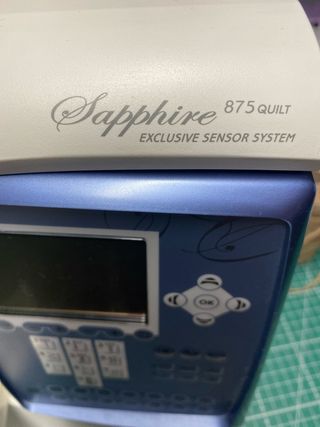 Sapphire 875 QUILT
EXCLUSIVE SENSOR SYSTEM
OK